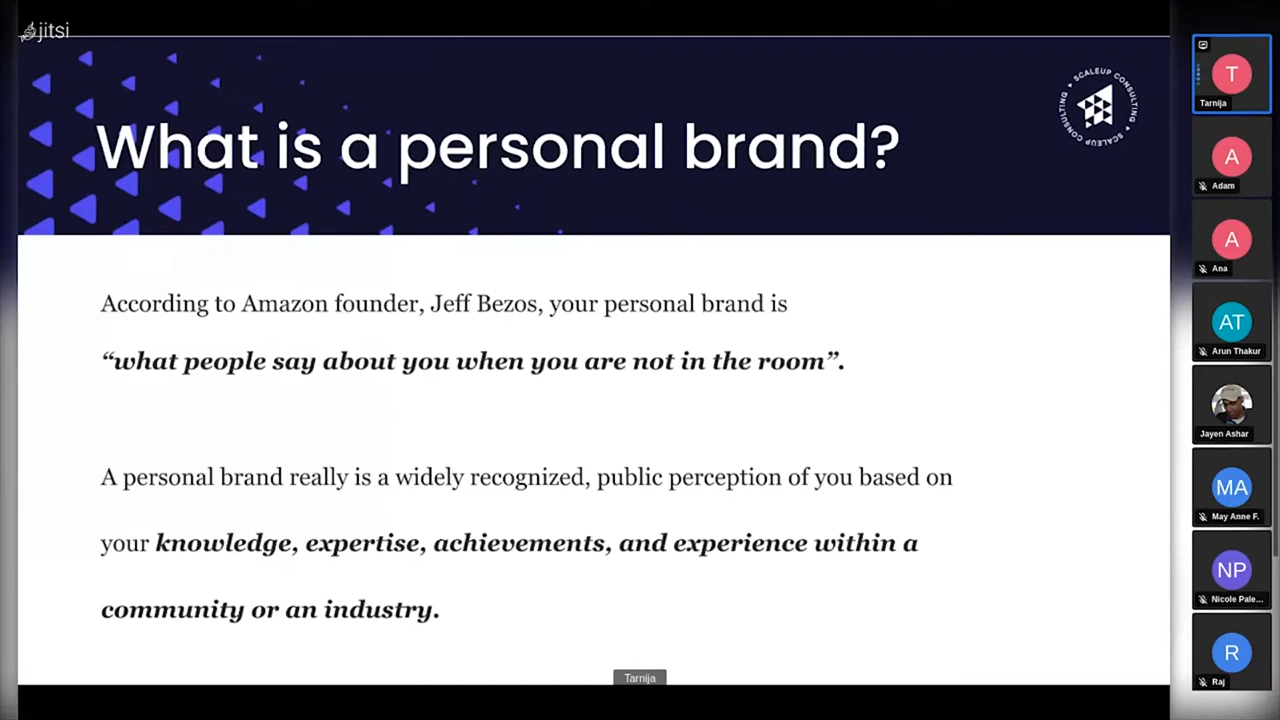 jitsi
SCALEUP CONSULTING • SCALEUP CONSULTING •
What is a personal brand?
According to Amazon founder, Jeff Bezos, your personal brand is
“what people say about you when you are not in the room”.
A personal brand really is a widely recognized, public perception of you based on
your knowledge, expertise, achievements, and experience within a
community or an industry.
Tarnija
T
Tarnija
A
Adam
A
Ana
AT
Arun Thakur
Jayen Ashar
MA
May Anne F.
NP
Nicole Pale...
R
Raj